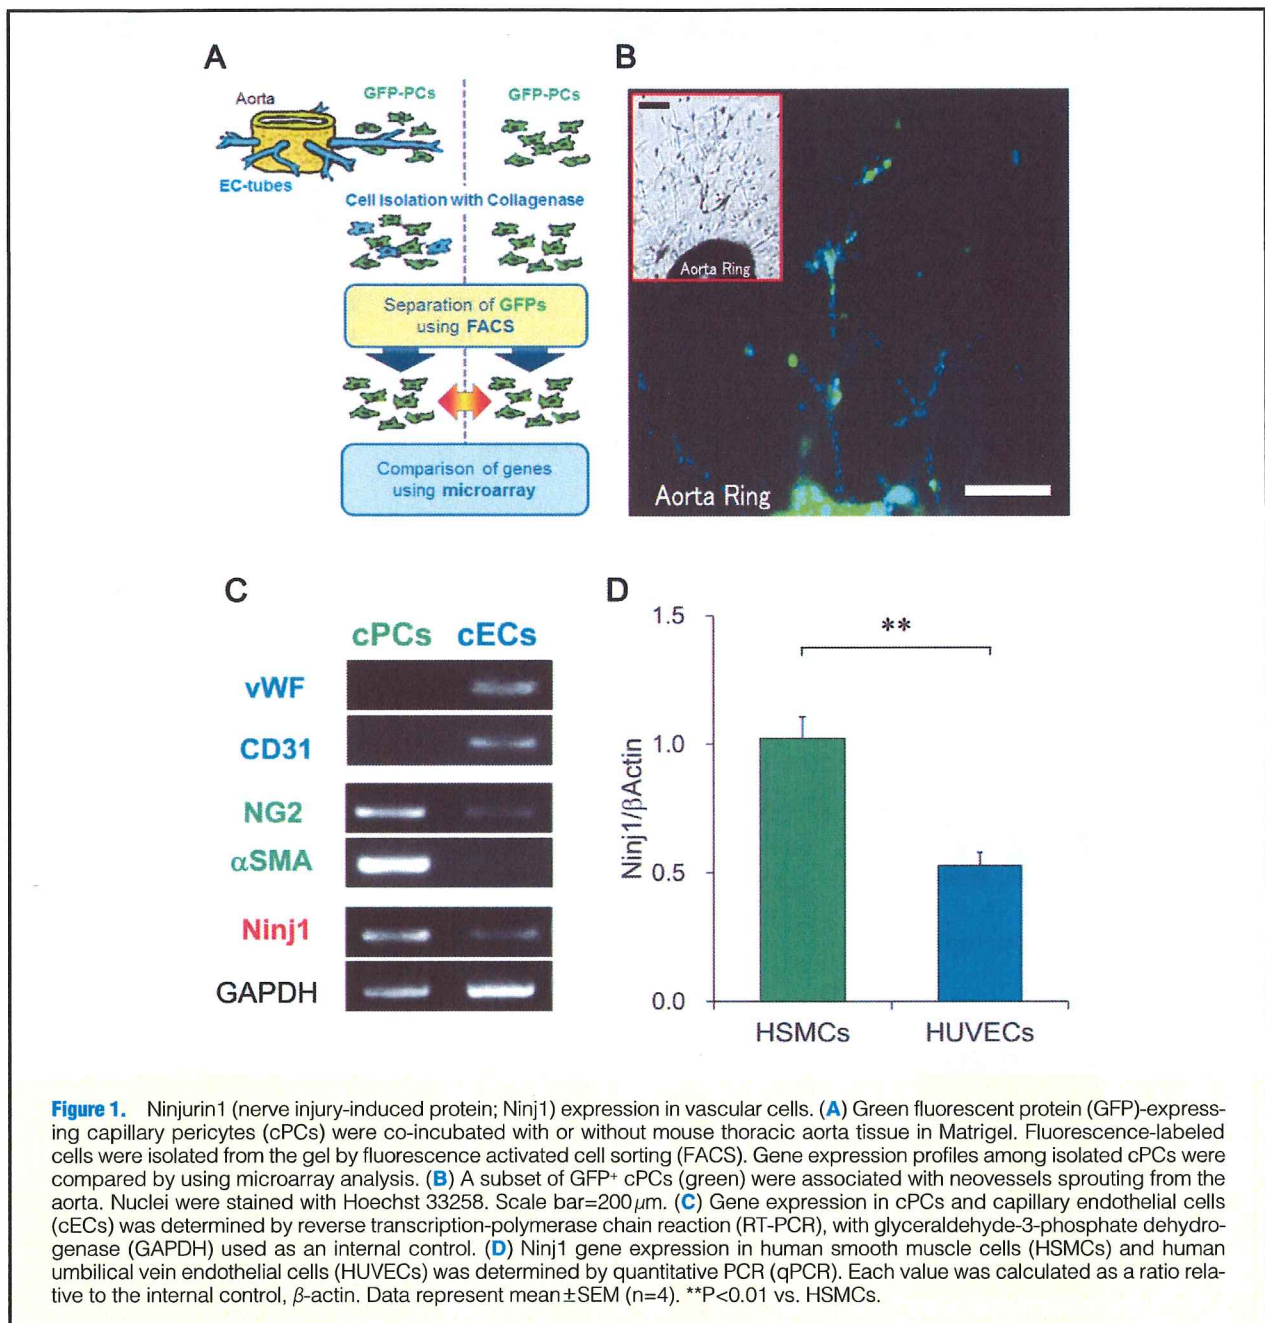 A
Aorta
GFP-PCs
GFP-PCs
EC-tubes
Cell Isolation with Collagenase
Separation of GFPs
using FACS
Comparison of genes
using microarray
B
Aorta Ring
Aorta Ring
C
cPCs cECs
vWF
CD31
NG2
αSMA
Ninj1
GAPDH
D
Ninj1/βActin
1.5
1.0
0.5
0.0
**
HSMCs
HUVECs
Figure 1. Ninjurin1 (nerve injury-induced protein; Ninj1) expression in vascular cells. (A) Green fluorescent protein (GFP)-express-
ing capillary pericytes (cPCs) were co-incubated with or without mouse thoracic aorta tissue in Matrigel. Fluorescence-labeled
cells were isolated from the gel by fluorescence activated cell sorting (FACS). Gene expression profiles among isolated cPCs were
compared by using microarray analysis. (B) A subset of GFP+ cPCs (green) were associated with neovessels sprouting from the
aorta. Nuclei were stained with Hoechst 33258. Scale bar=200μm. (C) Gene expression in cPCs and capillary endothelial cells
(cECs) was determined by reverse transcription-polymerase chain reaction (RT-PCR), with glyceraldehyde-3-phosphate dehydro-
genase (GAPDH) used as an internal control. (D) Ninj1 gene expression in human smooth muscle cells (HSMCs) and human
umbilical vein endothelial cells (HUVECs) was determined by quantitative PCR (qPCR). Each value was calculated as a ratio rela-
tive to the internal control, β-actin. Data represent mean±SEM (n=4). **P<0.01 vs. HSMCs.